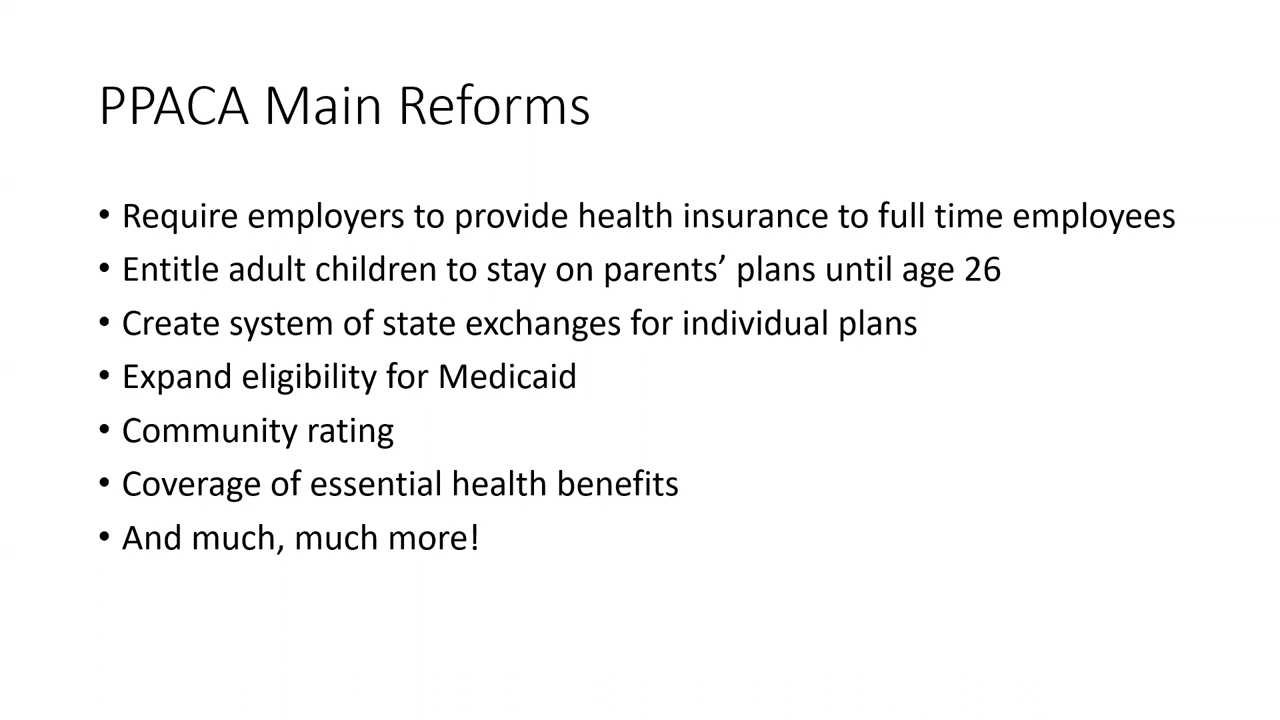 PPACA Main Reforms
• Require employers to provide health insurance to full time employees
• Entitle adult children to stay on parents’ plans until age 26
• Create system of state exchanges for individual plans
• Expand eligibility for Medicaid
• Community rating
• Coverage of essential health benefits
• And much, much more!